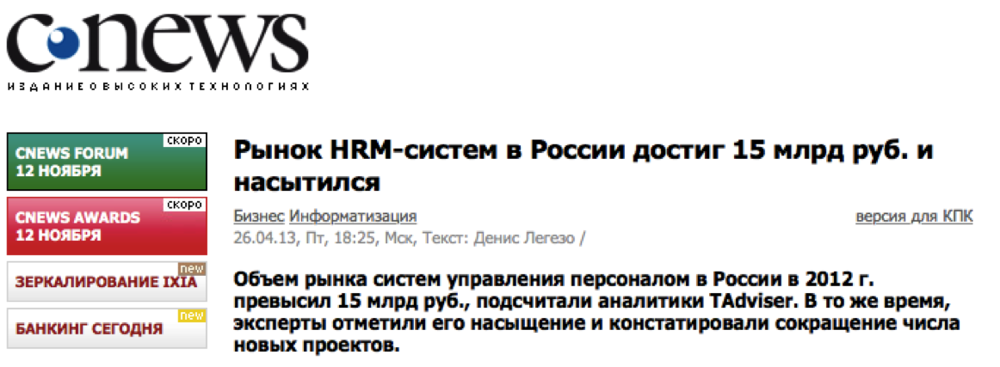 cnews
ИЗДАНИЕ О ВЫСОКИХ ТЕХНОЛОГИЯХ
СКОРО
CNEWS FORUM
12 НОЯБРЯ
СКОРО
CNEWS AWARDS
12 НОЯБРЯ
new
ЗЕРКАЛИРОВАНИЕ IXIA
new
БАНКИНГ СЕГОДНЯ
Рынок HRM-систем в России достиг 15 млрд руб. и
насытился
Бизнес Информатизация
версия для КПК
26.04.13, Пт, 18:25, Мск, Текст: Денис Легезо /
Объем рынка систем управления персоналом в России в 2012 г.
превысил 15 млрд руб., подсчитали аналитики TAdviser. В то же время,
эксперты отметили его насыщение и констатировали сокращение числа
новых проектов.